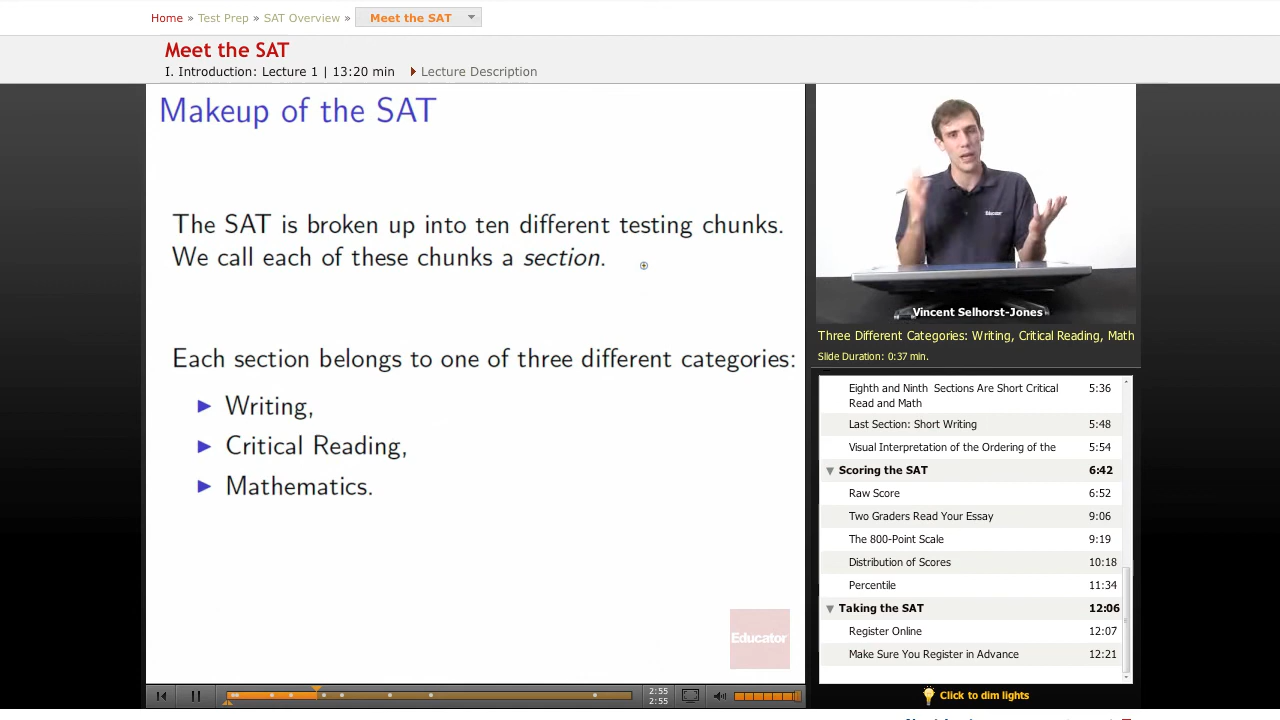 Home » Test Prep » SAT Overview » Meet the SAT
Meet the SAT
I. Introduction: Lecture 1 | 13:20 min Lecture Description
Makeup of the SAT
The SAT is broken up into ten different testing chunks.
We call each of these chunks a section.
Each section belongs to one of three different categories:
Writing,
Critical Reading,
Mathematics.
Educator
2:55
2:55
Educator
Vincent Selhorst-Jones
Three Different Categories: Writing, Critical Reading, Math
Slide Duration: 0:37 min.
Eighth and Ninth Sections Are Short Critical 5:36
Read and Math
Last Section: Short Writing 5:48
Visual Interpretation of the Ordering of the 5:54
Scoring the SAT 6:42
Raw Score 6:52
Two Graders Read Your Essay 9:06
The 800-Point Scale 9:19
Distribution of Scores 10:18
Percentile 11:34
Taking the SAT 12:06
Register Online 12:07
Make Sure You Register in Advance 12:21
Click to dim lights